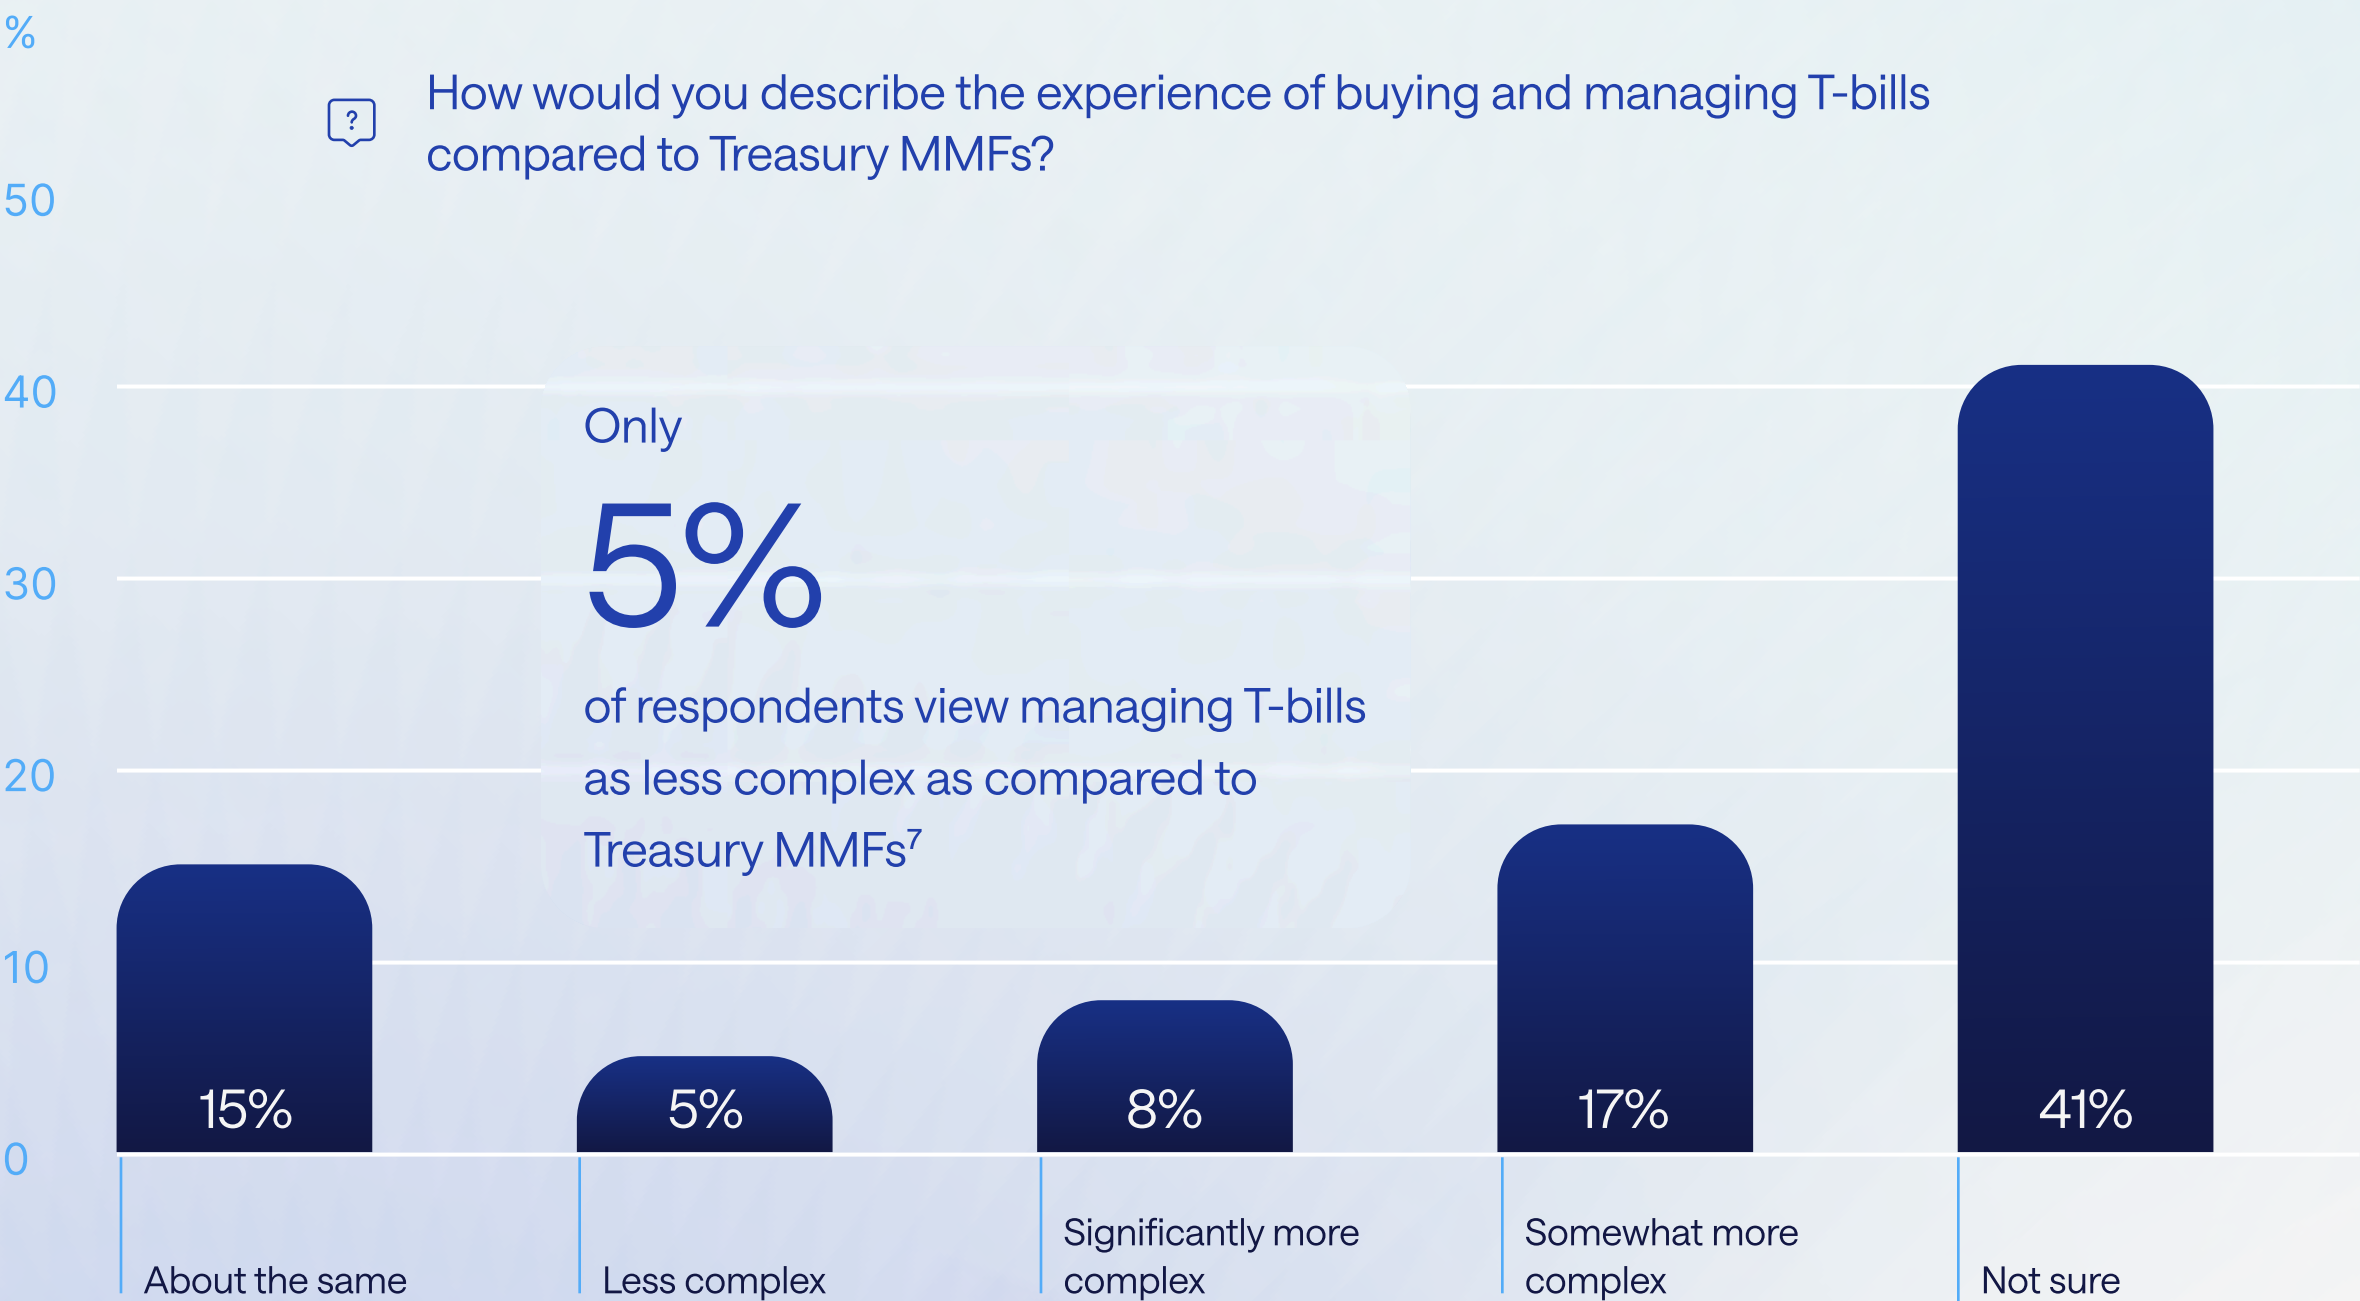 %
?
How would you describe the experience of buying and managing T-bills
compared to Treasury MMFs?
50
40
30
20
10
0
Only
5%
of respondents view managing T-bills
as less complex as compared to
Treasury MMFs⁷
15%
5%
8%
17%
41%
About the same
Less complex
Significantly more
complex
Somewhat more
complex
Not sure